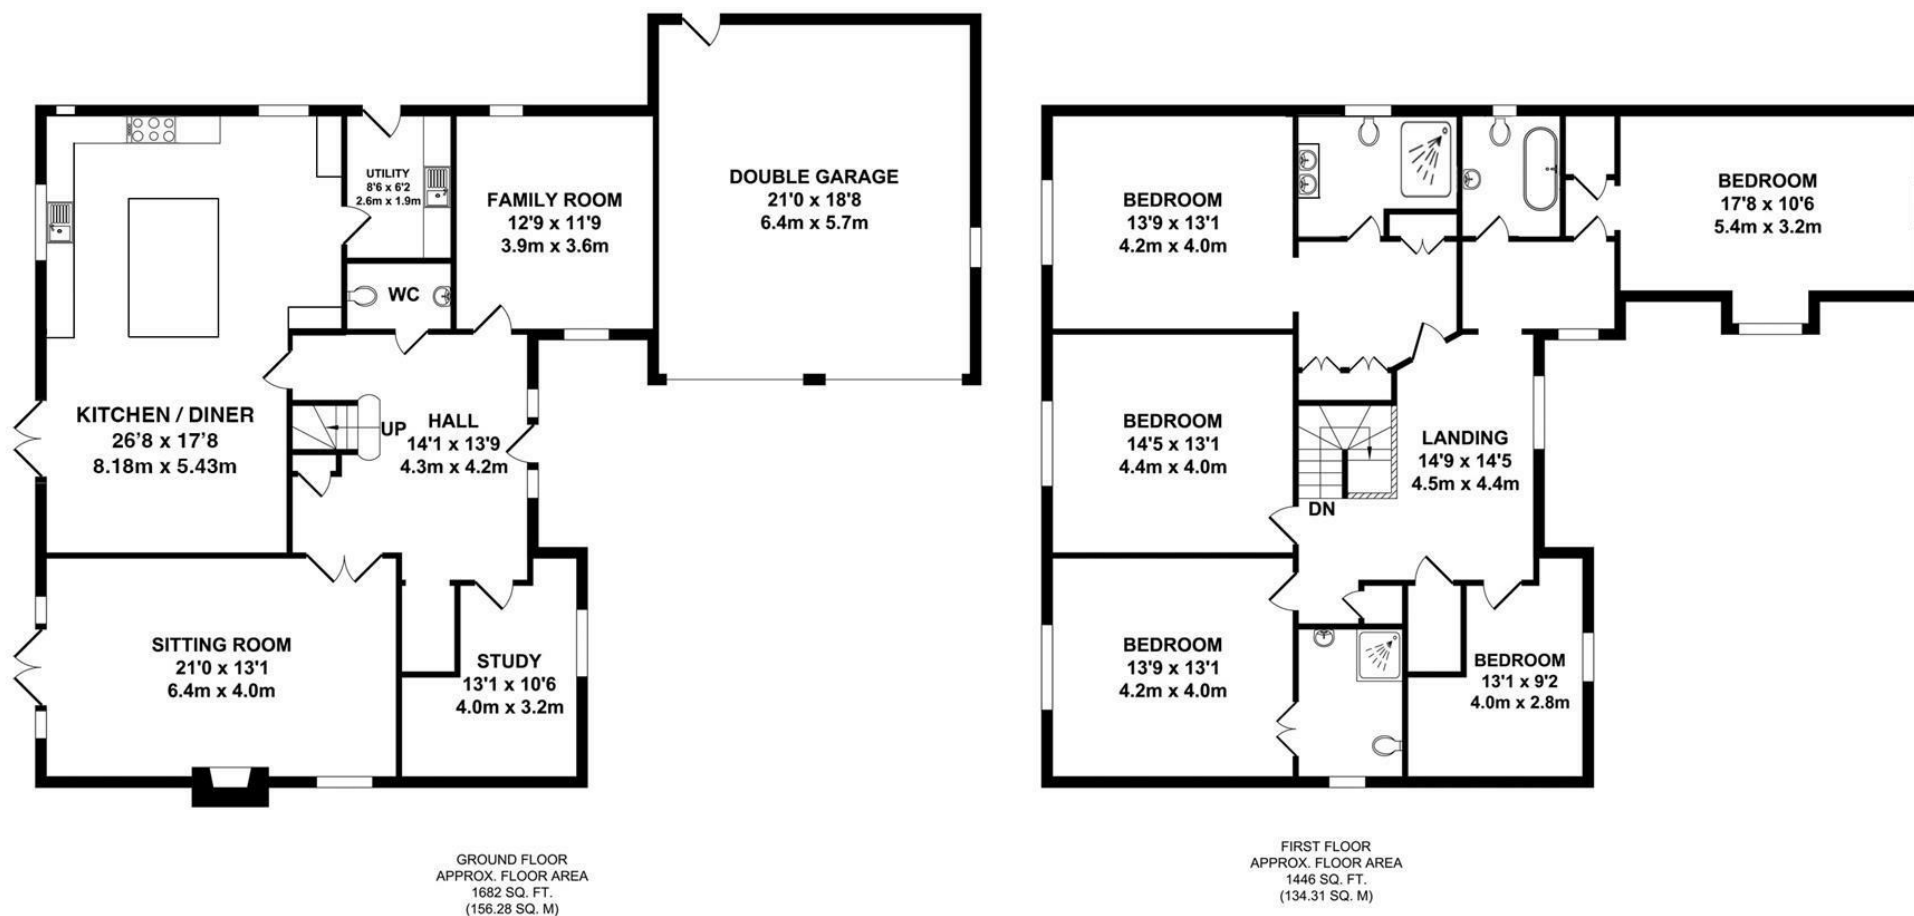 UTILITY
8'6 x 6'2
2.6m x 1.9m
FAMILY ROOM
12'9 x 11'9
3.9m x 3.6m
DOUBLE GARAGE
21'0 x 18'8
6.4m x 5.7m
WC
KITCHEN / DINER
26'8 x 17'8
8.18m x 5.43m
UP
HALL
14'1 x 13'9
4.3m x 4.2m
SITTING ROOM
21'0 x 13'1
6.4m x 4.0m
STUDY
13'1 x 10'6
4.0m x 3.2m
GROUND FLOOR
APPROX. FLOOR AREA
1682 SQ. FT.
(156.28 SQ. M)
BEDROOM
13'9 x 13'1
4.2m x 4.0m
BEDROOM
17'8 x 10'6
5.4m x 3.2m
BEDROOM
14'5 x 13'1
4.4m x 4.0m
LANDING
14'9 x 14'5
4.5m x 4.4m
DN
BEDROOM
13'9 x 13'1
4.2m x 4.0m
BEDROOM
13'1 x 9'2
4.0m x 2.8m
FIRST FLOOR
APPROX. FLOOR AREA
1446 SQ. FT.
(134.31 SQ. M)